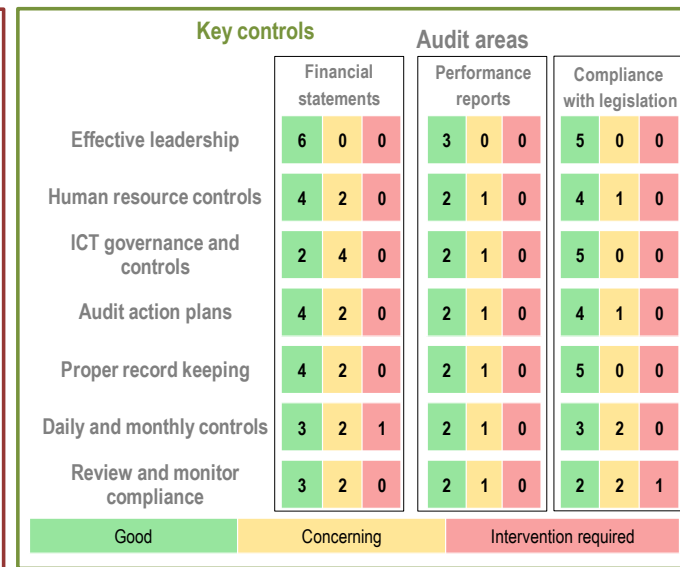 Key controls
Audit areas
Financial statements
Performance reports
Compliance with legislation
Effective leadership 6 0 0 3 0 0 5 0 0
Human resource controls 4 2 0 2 1 0 4 1 0
ICT governance and controls 2 4 0 2 1 0 5 0 0
Audit action plans 4 2 0 2 1 0 4 1 0
Proper record keeping 4 2 0 2 1 0 5 0 0
Daily and monthly controls 3 2 1 2 1 0 3 2 0
Review and monitor compliance 3 2 0 2 1 0 2 2 1
Good Concerning Intervention required